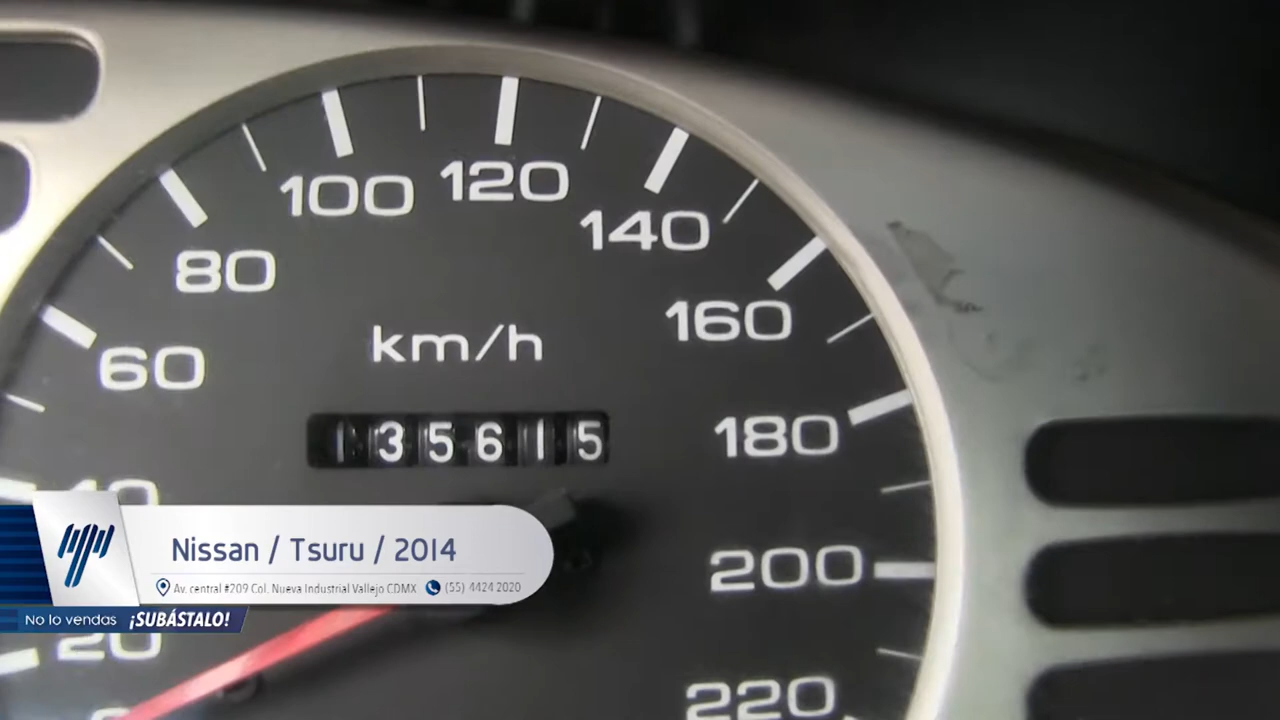 100 120
140
80
160
km/h
60
135615
180
40
Nissan / Tsuru / 2014
200
Av. central #209 Col. Nueva Industrial Vallejo CDMX (55) 4424 2020
No lo vendas ¡SUBÁSTALO!
20
220